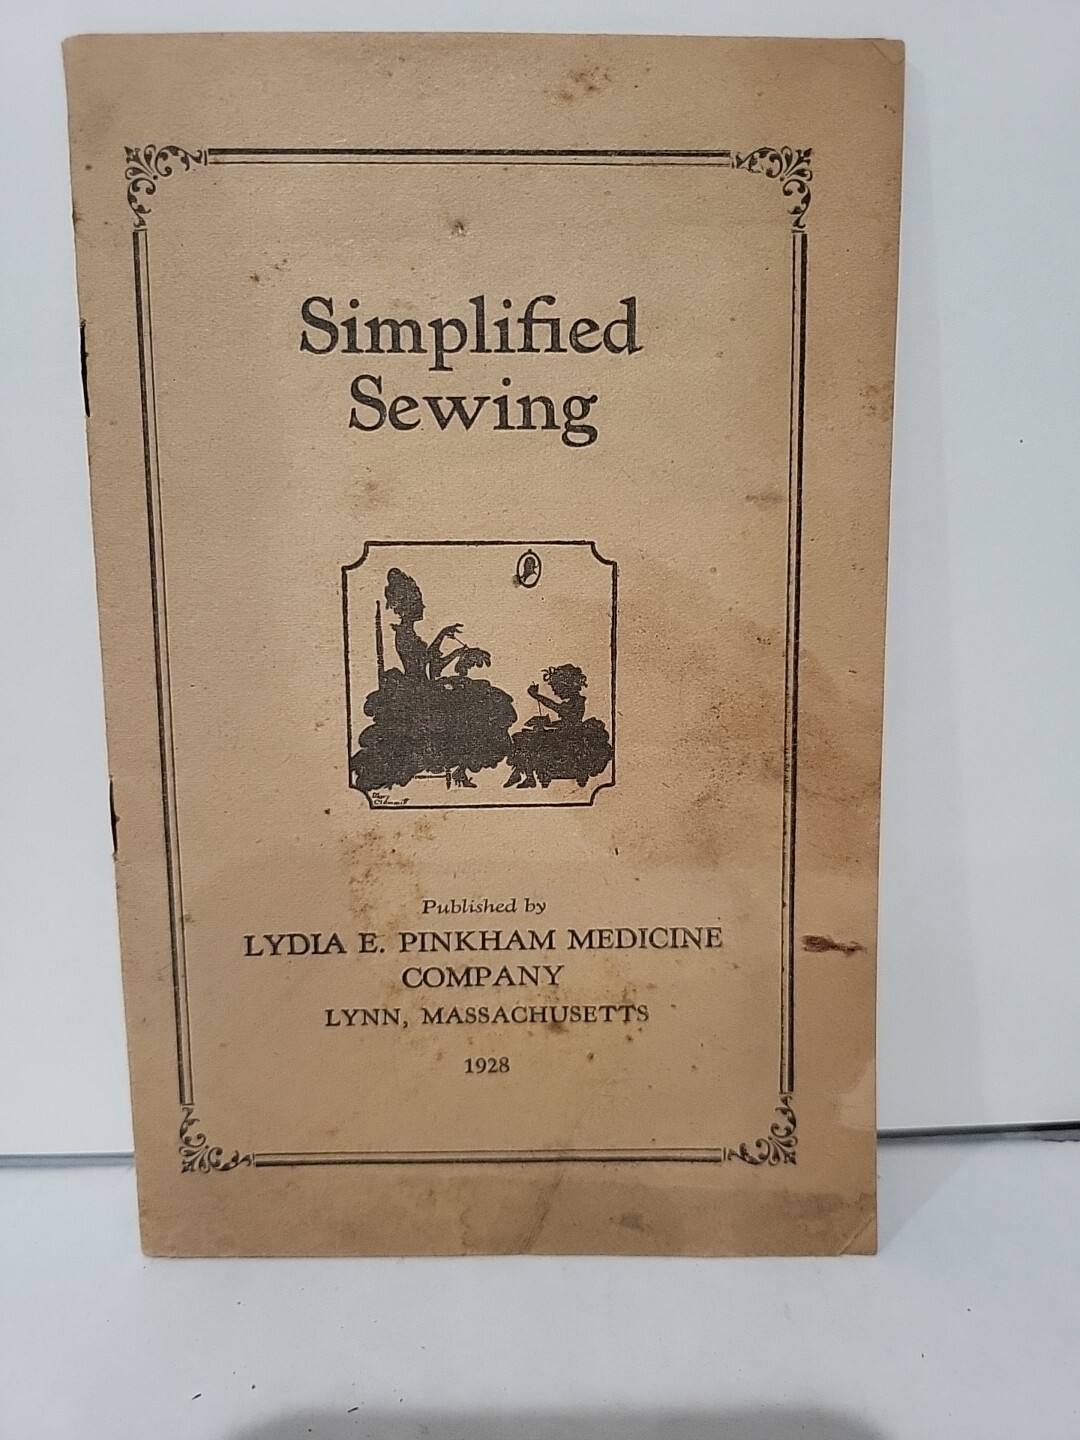 Simplified
Sewing
Published by
LYDIA E. PINKHAM MEDICINE
COMPANY
LYNN, MASSACHUSETTS
1928